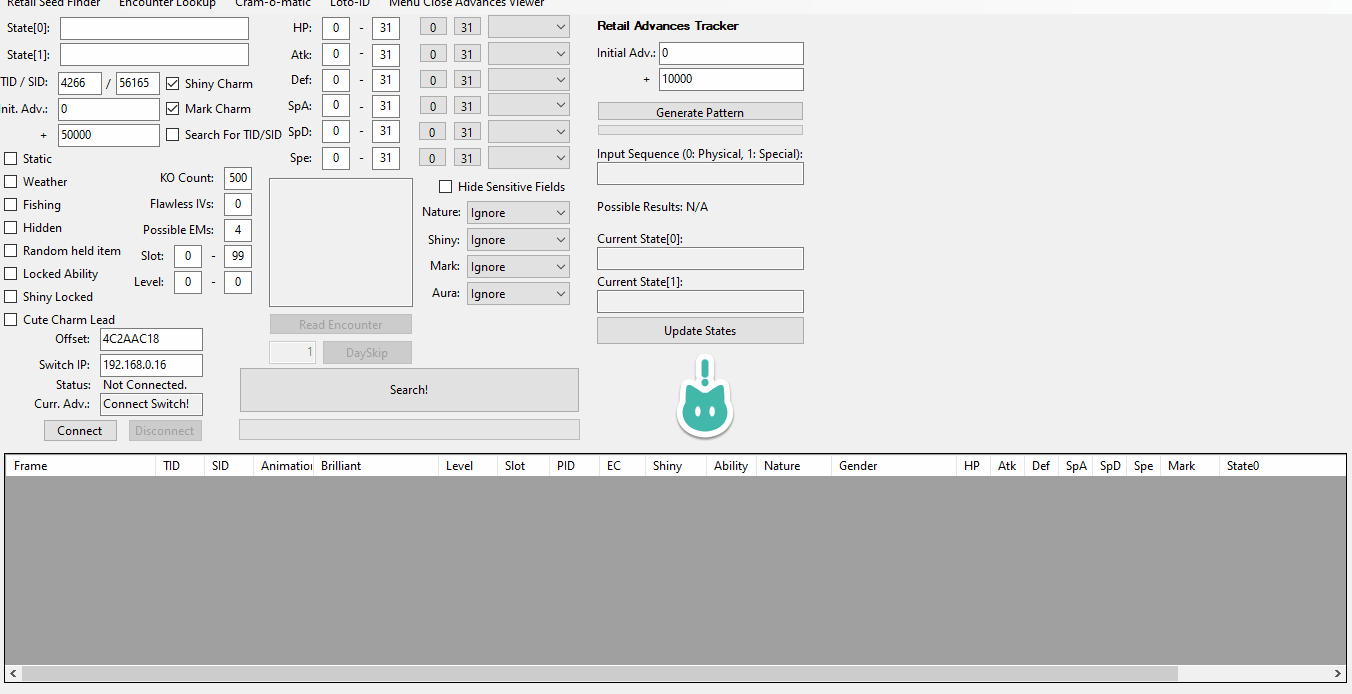 Retail Seed Finder Encounter Lookup Cram-o-matic Loto-ID Menu Close Advances Viewer
State[0]:
State[1]:
TID / SID: 4266 / 56165 Shiny Charm
Init. Adv.: 0 Mark Charm
+ 50000 Search For TID/SID
Static
Weather
Fishing
Hidden
Random held item
Locked Ability
Shiny Locked
Cute Charm Lead
KO Count: 500
Flawless IVs: 0
Possible EMs: 4
Slot: 0 - 99
Level: 0 - 0
Offset: 4C2AAC18
Switch IP: 192.168.0.16
Status: Not Connected.
Curr. Adv.: Connect Switch!
Connect Disconnect
HP: 0 - 31 0 31
Atk: 0 - 31 0 31
Def: 0 - 31 0 31
SpA: 0 - 31 0 31
SpD: 0 - 31 0 31
Spe: 0 - 31 0 31
Hide Sensitive Fields
Nature: Ignore
Shiny: Ignore
Mark: Ignore
Aura: Ignore
Read Encounter
1 DaySkip
Search!
Retail Advances Tracker
Initial Adv.: 0
+ 10000
Generate Pattern
Input Sequence (0: Physical, 1: Special):
Possible Results: N/A
Current State[0]:
Current State[1]:
Update States
Frame TID SID Animation Brilliant Level Slot PID EC Shiny Ability Nature Gender HP Atk Def SpA SpD Spe Mark State0